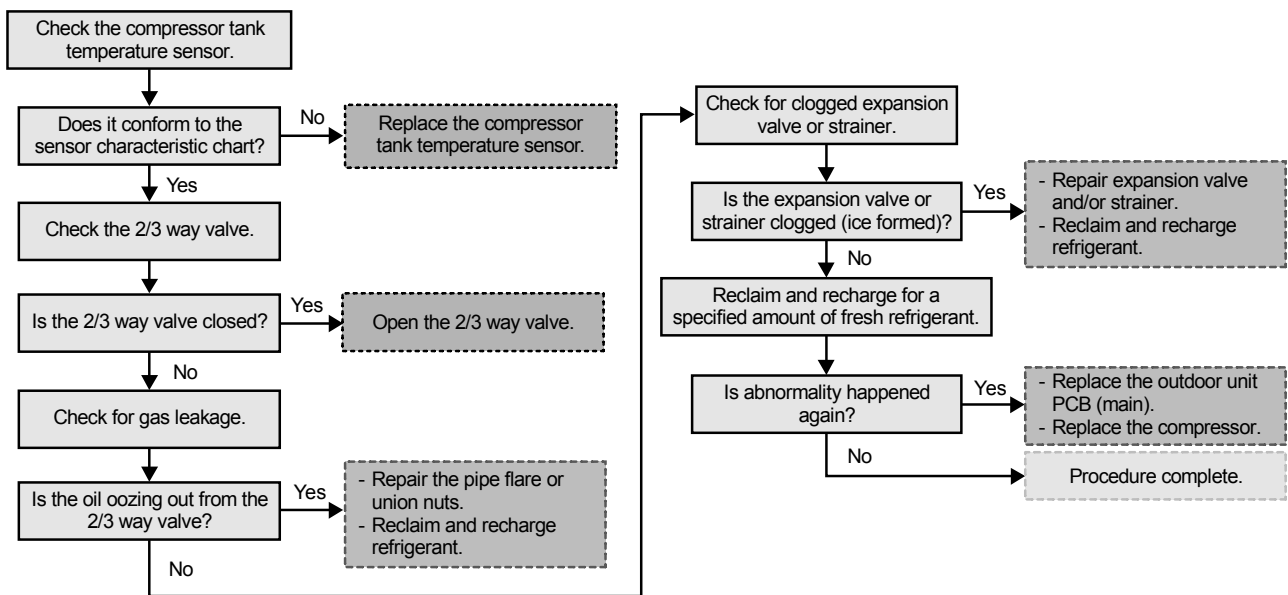 Check the compressor tank
temperature sensor.
Does it conform to the
sensor characteristic chart?
No
Replace the compressor
tank temperature sensor.
Yes
Check the 2/3 way valve.
Is the 2/3 way valve closed?
Yes
Open the 2/3 way valve.
No
Check for gas leakage.
Is the oil oozing out from the
2/3 way valve?
Yes
- Repair the pipe flare or
union nuts.
- Reclaim and recharge
refrigerant.
No
Check for clogged expansion
valve or strainer.
Is the expansion valve or
strainer clogged (ice formed)?
Yes
- Repair expansion valve
and/or strainer.
- Reclaim and recharge
refrigerant.
No
Reclaim and recharge for a
specified amount of fresh refrigerant.
Is abnormality happened
again?
Yes
- Replace the outdoor unit
PCB (main).
- Replace the compressor.
No
Procedure complete.